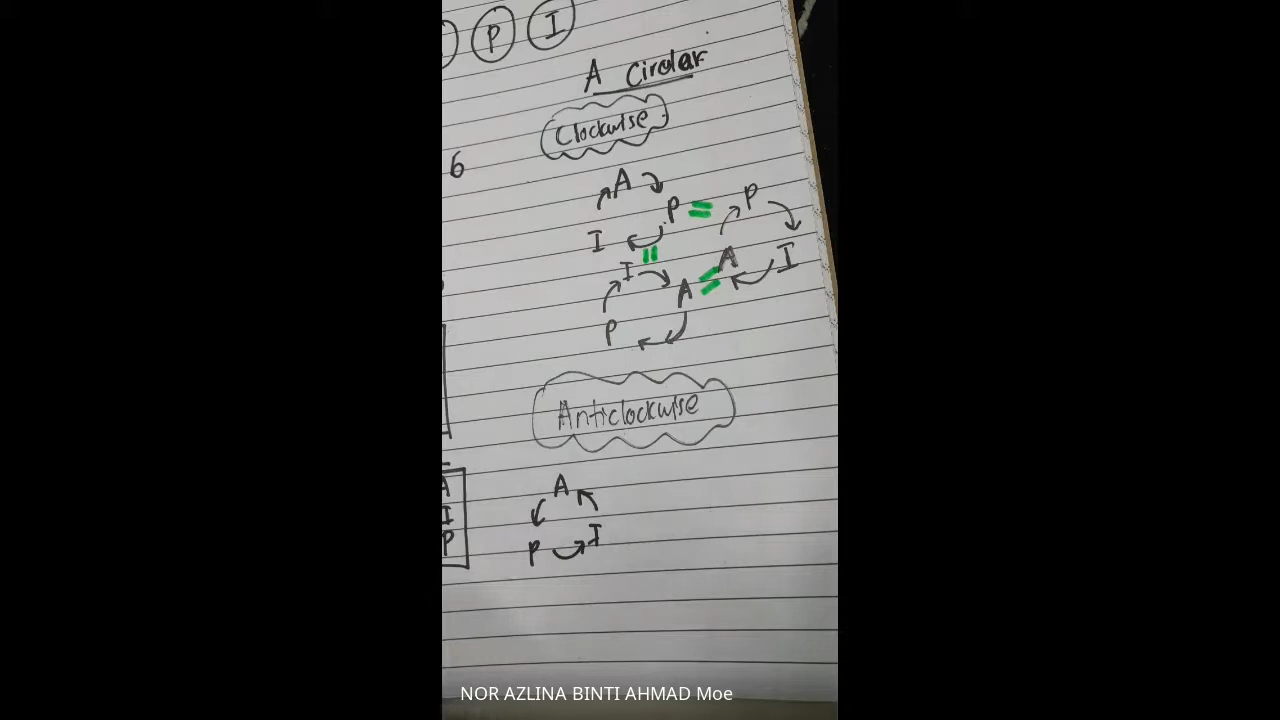 P I
A Circular
Clockwise
6
A
P = P
I
=
I A = A I
P
Anticlockwise
A
A
I
P
P I
NOR AZLINA BINTI AHMAD Moe